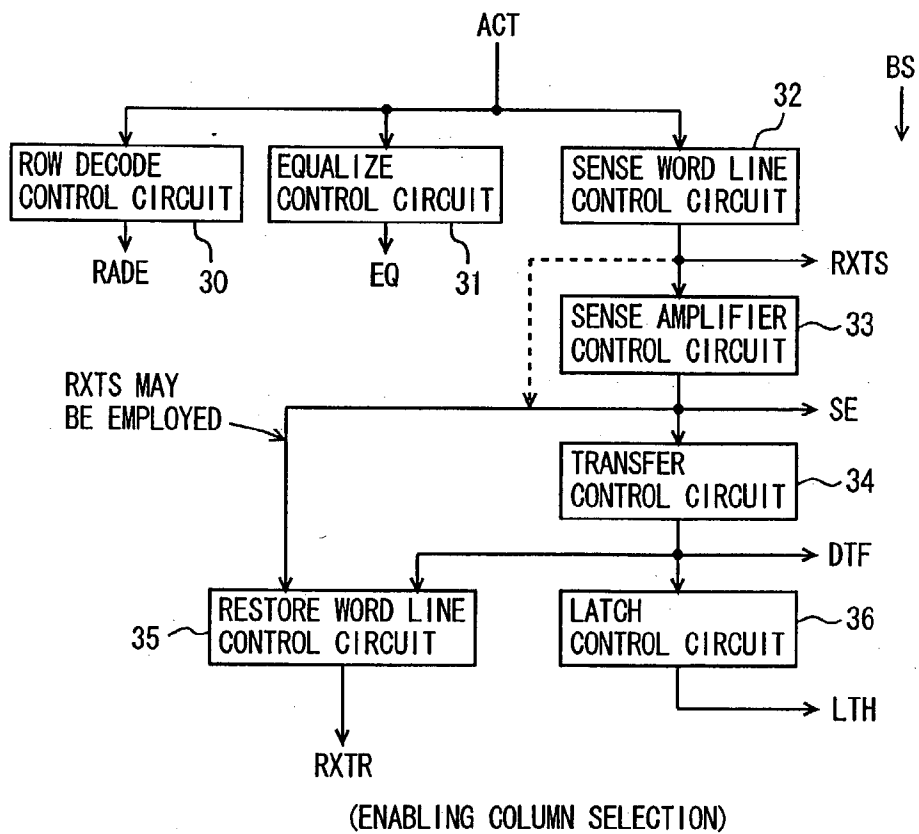 ACT
BS
32
ROW DECODE
CONTROL CIRCUIT
EQUALIZE
CONTROL CIRCUIT
SENSE WORD LINE
CONTROL CIRCUIT
RADE
30
EQ
31
RXTS
SENSE AMPLIFIER
CONTROL CIRCUIT
33
RXTS MAY
BE EMPLOYED
SE
TRANSFER
CONTROL CIRCUIT
34
DTF
35
RESTORE WORD LINE
CONTROL CIRCUIT
LATCH
CONTROL CIRCUIT
36
LTH
RXTR
(ENABLING COLUMN SELECTION)